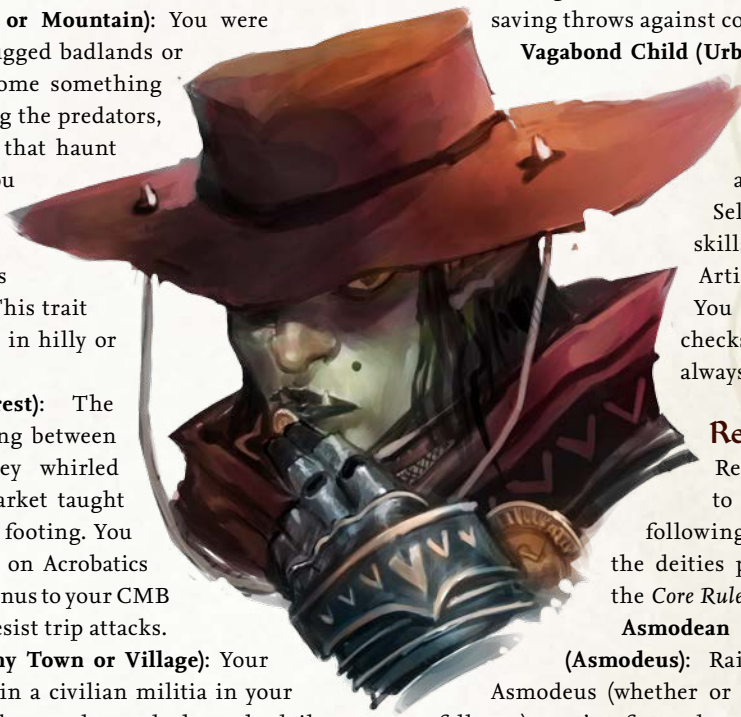 or Mountain): You were
gged badlands or
ome something
g the predators,
that haunt
u
s
This trait
in hilly or
rest): The
ng between
ey whirled
arket taught
footing. You
on Acrobatics
nus to your CMB
esist trip attacks.
ny Town or Village): Your
in a civilian militia in your
saving throws against co
Vagabond Child (Urb
a
Sel
skill
Arti
You
checks
always
Re
Re
to
following
the deities p
the Core Rule
Asmodean
(Asmodeus): Rai
Asmodeus (whether or